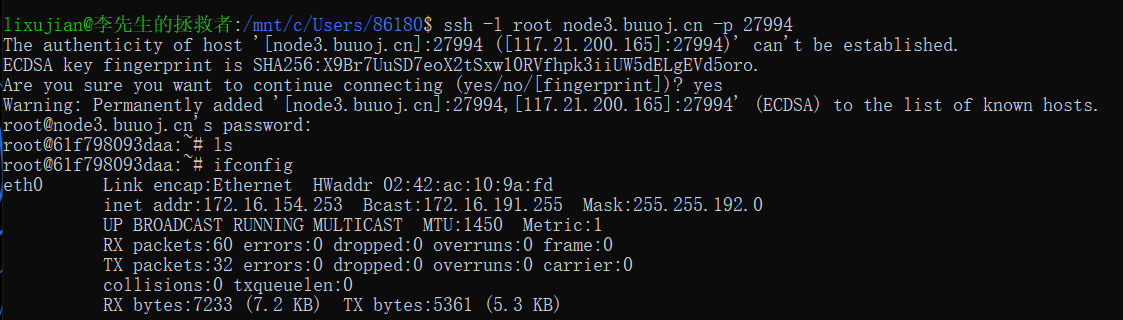 lixujian@李先生的拯救者:/mnt/c/Users/86180$ ssh -l root node3.buuoj.cn -p 27994
The authenticity of host '[node3.buuoj.cn]:27994 ([117.21.200.165]:27994)' can't be established.
ECDSA key fingerprint is SHA256:X9Br7UuSD7eoX2tSxw10RVfhpk3iiUW5dELgEVd5oro.
Are you sure you want to continue connecting (yes/no/[fingerprint])? yes
Warning: Permanently added '[node3.buuoj.cn]:27994,[117.21.200.165]:27994' (ECDSA) to the list of known hosts.
root@node3.buuoj.cn's password:
root@61f798093daa:~# ls
root@61f798093daa:~# ifconfig
eth0      Link encap:Ethernet  HWaddr 02:42:ac:10:9a:fd
          inet addr:172.16.154.253  Bcast:172.16.191.255  Mask:255.255.192.0
          UP BROADCAST RUNNING MULTICAST  MTU:1450  Metric:1
          RX packets:60 errors:0 dropped:0 overruns:0 frame:0
          TX packets:32 errors:0 dropped:0 overruns:0 carrier:0
          collisions:0 txqueuelen:0
          RX bytes:7233 (7.2 KB)  TX bytes:5361 (5.3 KB)